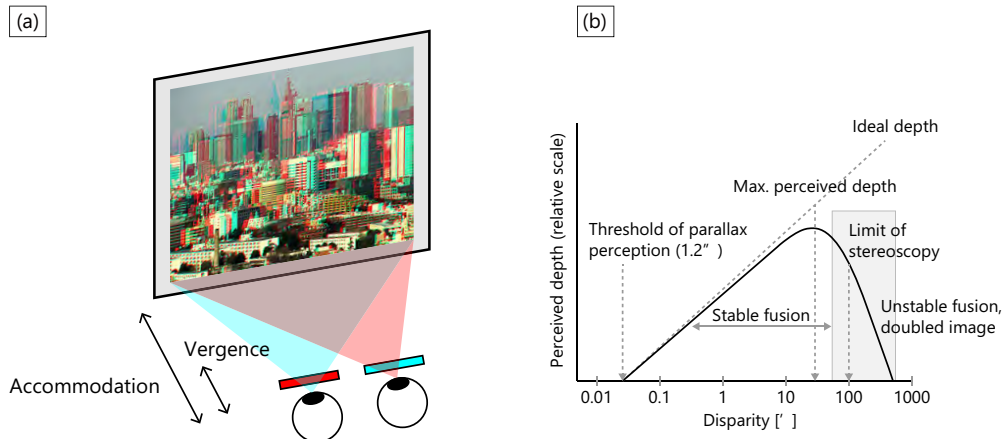 (a)
Vergence
Accommodation
(b)
Ideal depth
Max. perceived depth
Threshold of parallax
perception (1.2” )
Limit of
stereoscopy
Stable fusion
Unstable fusion,
doubled image
Perceived depth (relative scale)
0.01 0.1 1 10 100 1000
Disparity [′ ]